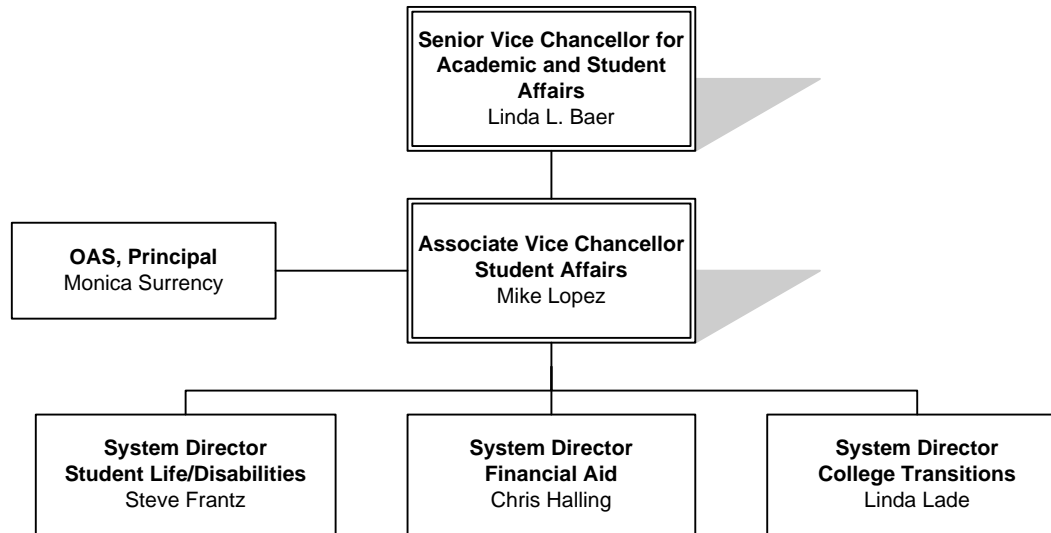 Senior Vice Chancellor for
Academic and Student
Affairs
Linda L. Baer
OAS, Principal
Monica Surrency
Associate Vice Chancellor
Student Affairs
Mike Lopez
System Director
Student Life/Disabilities
Steve Frantz
System Director
Financial Aid
Chris Halling
System Director
College Transitions
Linda Lade